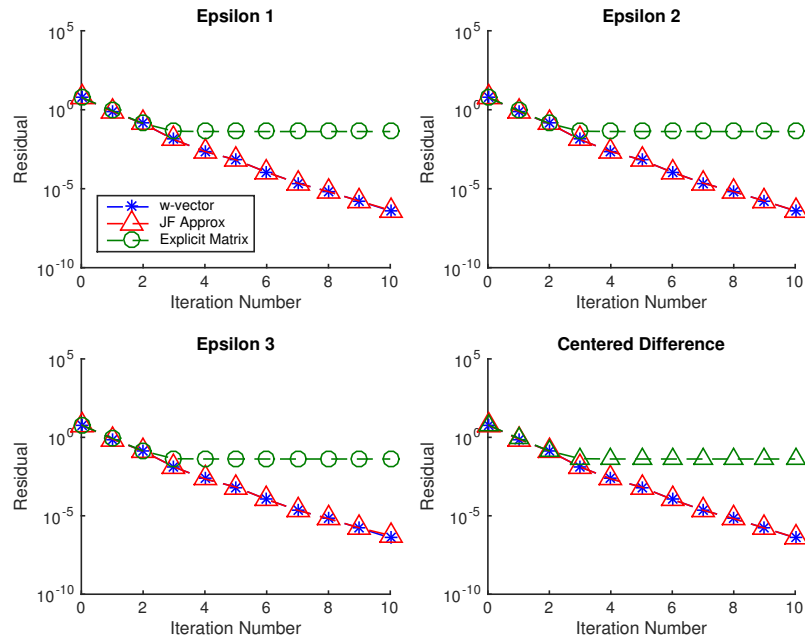 Epsilon 1
Residual
10^5
10^0
10^-5
10^-10
w-vector
JF Approx
Explicit Matrix
0 2 4 6 8 10
Iteration Number
Epsilon 2
Residual
10^5
10^0
10^-5
10^-10
0 2 4 6 8 10
Iteration Number
Epsilon 3
Residual
10^5
10^0
10^-5
10^-10
0 2 4 6 8 10
Iteration Number
Centered Difference
Residual
10^5
10^0
10^-5
10^-10
0 2 4 6 8 10
Iteration Number